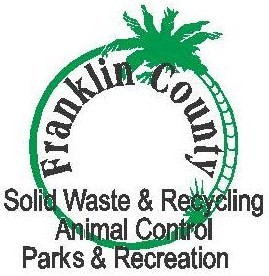 Franklin County
Solid Waste & Recycling
Animal Control
Parks & Recreation